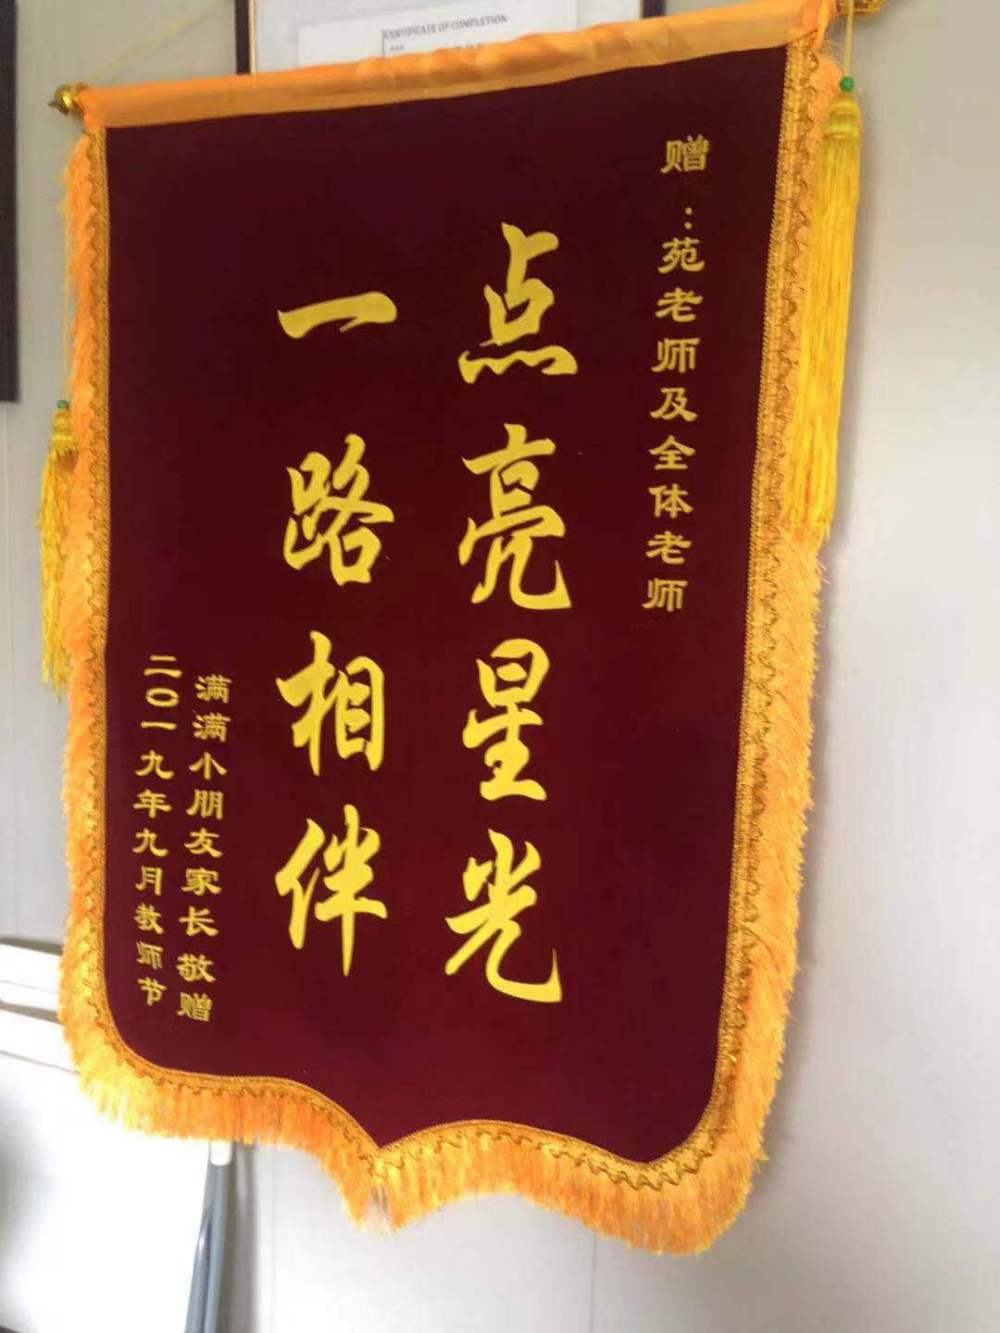 CERTIFICATE OF COMPLETION
赠：苑老师及全体老师
点亮星光
一路相伴
满满小朋友家长敬赠
二〇一九年九月教师节